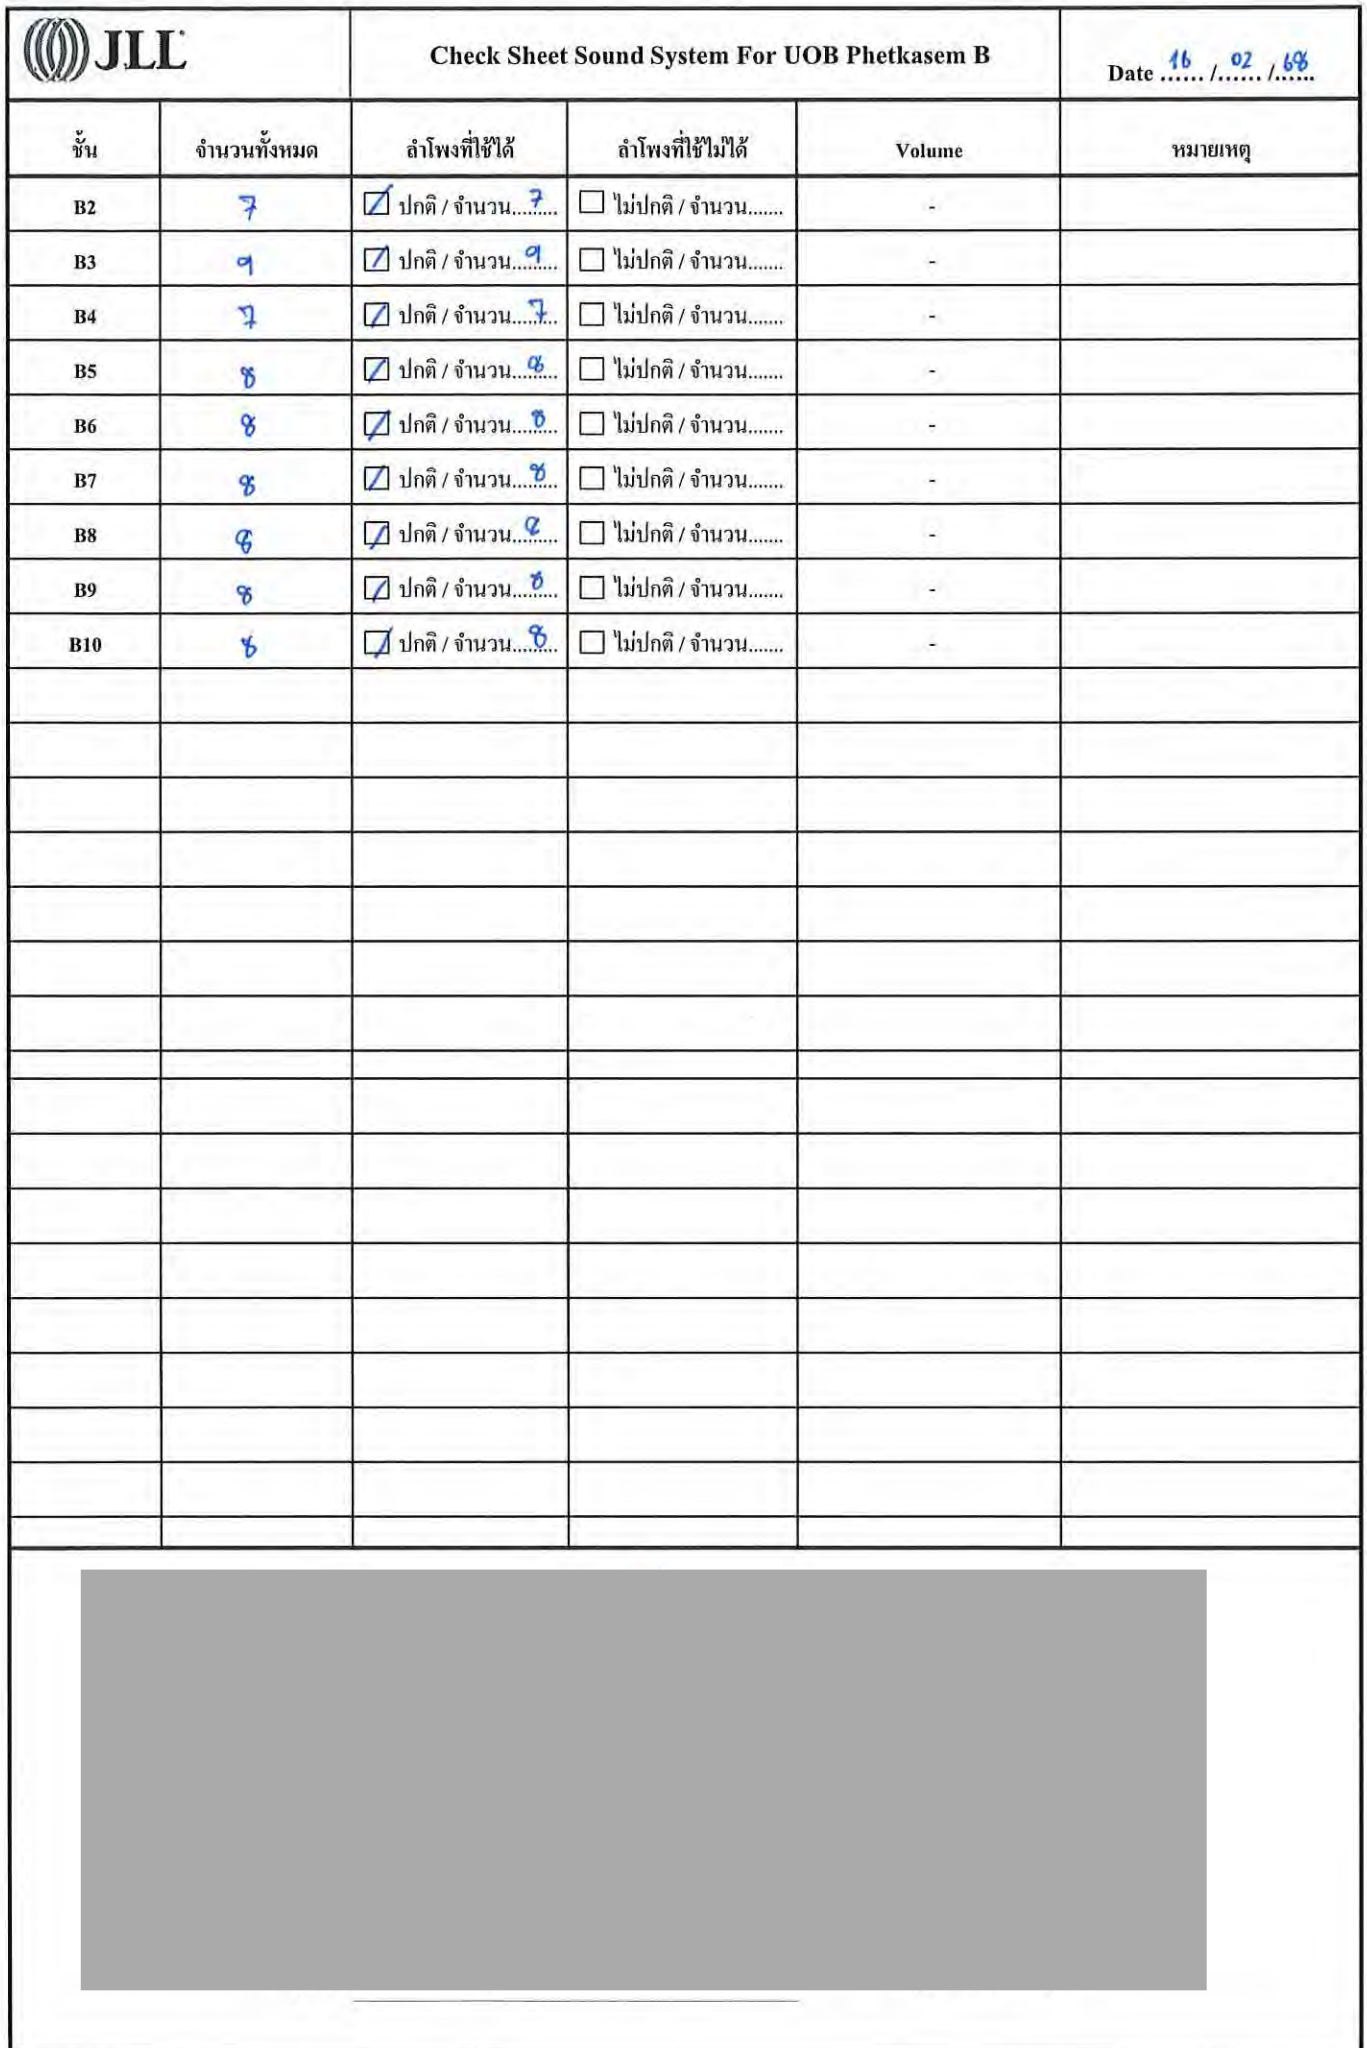 JLL
Check Sheet Sound System For UOB Phetkasem B
Date 16 / 02 / 68
ชั้น จำนวนทั้งหมด ลำโพงที่ใช้ได้ ลำโพงที่ใช้ไม่ได้ Volume หมายเหตุ
B2 7 ปกติ / จำนวน.........7 ไม่ปกติ / จำนวน....... -
B3 9 ปกติ / จำนวน.........9 ไม่ปกติ / จำนวน....... -
B4 7 ปกติ / จำนวน.........7 ไม่ปกติ / จำนวน....... -
B5 8 ปกติ / จำนวน.........8 ไม่ปกติ / จำนวน....... -
B6 8 ปกติ / จำนวน.........8 ไม่ปกติ / จำนวน....... -
B7 8 ปกติ / จำนวน.........8 ไม่ปกติ / จำนวน....... -
B8 8 ปกติ / จำนวน.........8 ไม่ปกติ / จำนวน....... -
B9 8 ปกติ / จำนวน.........8 ไม่ปกติ / จำนวน....... -
B10 8 ปกติ / จำนวน.........8 ไม่ปกติ / จำนวน....... -